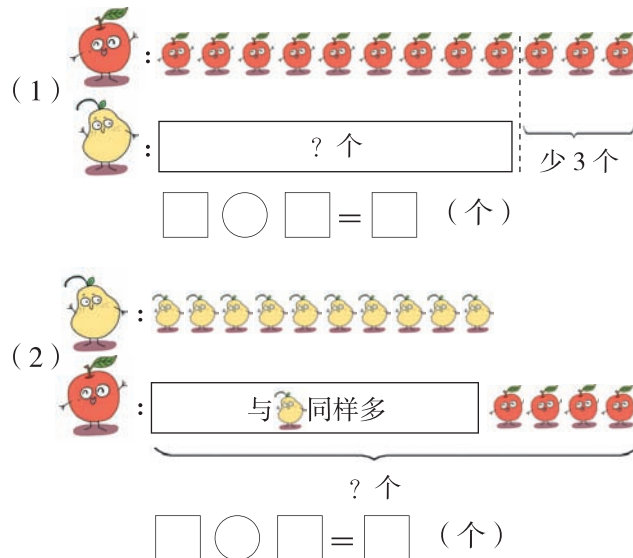 (1)
:
: ? 个
少 3 个
□ ○ □ = □ (个)
(2)
:
: 与同样多
? 个
□ ○ □ = □ (个)